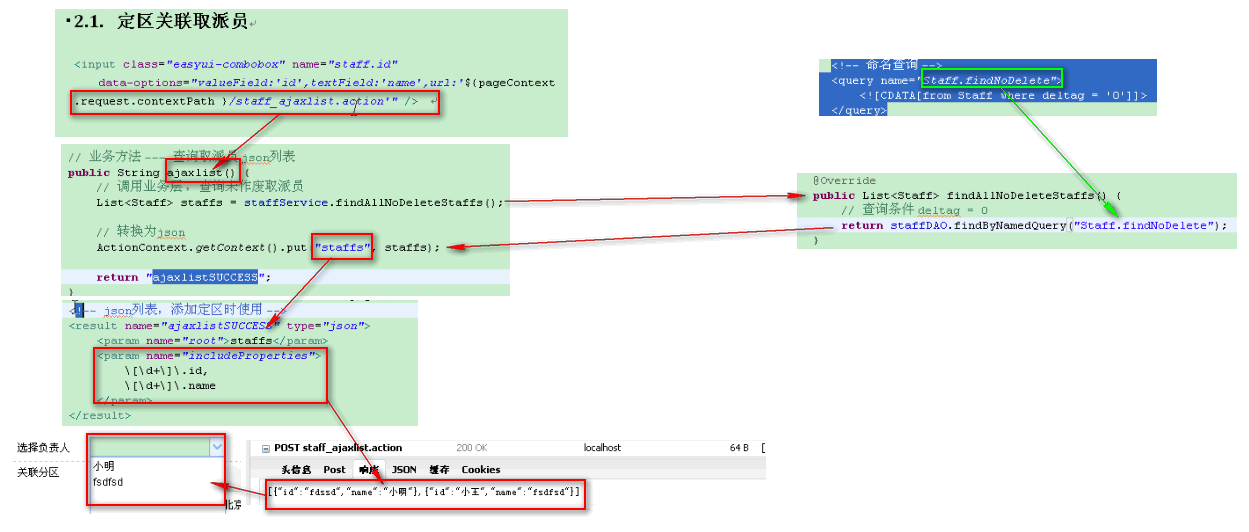 ·2.1. 定区关联取派员
<input class="easyui-combobox" name="staff.id"
data-options="valueField:'id',textField:'name',url:'${pageContext
.request.contextPath }/staff_ajaxlist.action'" />
<!-- 命名查询 -->
<query name="Staff.findNoDelete">
<![CDATA[from Staff where deltag = '0']]>
</query>
// 业务方法 --- 查询取派员 json列表
public String ajaxlist() {
// 调用业务层 ，查询未作废取派员
List<Staff> staffs = staffService.findAllNoDeleteStaffs();
// 转换为json
ActionContext.getContext().put("staffs", staffs);
return "ajaxlistSUCCESS";
}
@Override
public List<Staff> findAllNoDeleteStaffs() {
// 查询条件 deltag = 0
return staffDAO.findByNamedQuery("Staff.findNoDelete");
}
<!-- json列表，添加定区时使用 -->
<result name="ajaxlistSUCCESS" type="json">
<param name="root">staffs</param>
<param name="includeProperties">
\[\d+\]\.id,
\[\d+\]\.name
</param>
</result>
选择负责人
关联分区
小明
fsdfsd
北京
POST staff_ajaxlist.action 200 OK localhost 64 B [
头信息 Post 响应 JSON 缓存 Cookies
[{"id":"fdssd","name":"小明"},{"id":"小王","name":"fsdfsd"}]